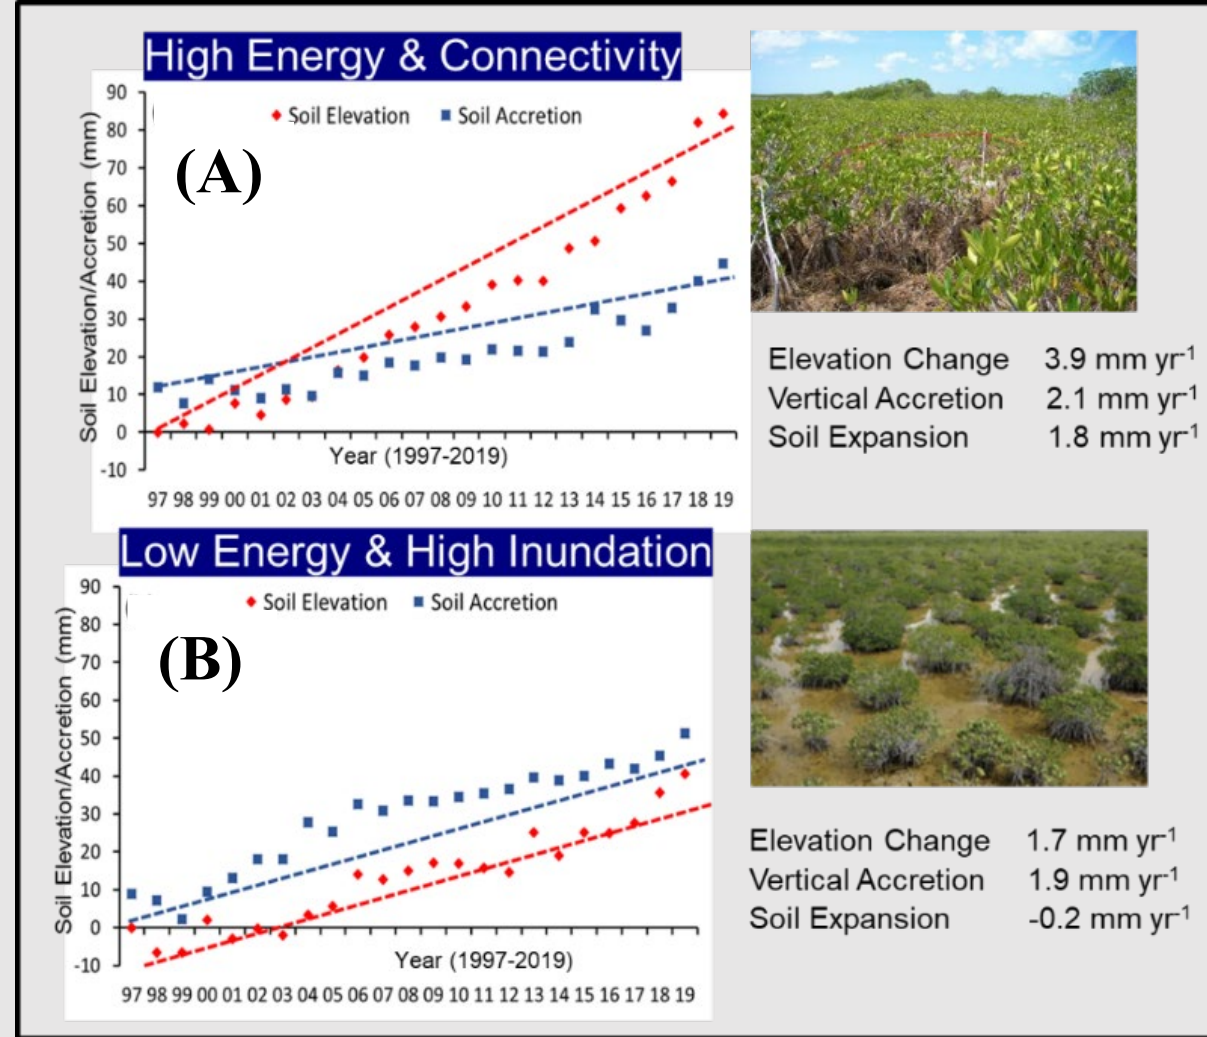 High Energy & Connectivity
Soil Elevation/Accretion (mm)
90
80
70
60
50
40
30
20
10
0
-10
Soil Elevation Soil Accretion
(A)
Year (1997-2019)
97 98 99 00 01 02 03 04 05 06 07 08 09 10 11 12 13 14 15 16 17 18 19
Elevation Change 3.9 mm yr⁻¹
Vertical Accretion 2.1 mm yr⁻¹
Soil Expansion 1.8 mm yr⁻¹
Low Energy & High Inundation
Soil Elevation/Accretion (mm)
90
80
70
60
50
40
30
20
10
0
-10
Soil Elevation Soil Accretion
(B)
Year (1997-2019)
97 98 99 00 01 02 03 04 05 06 07 08 09 10 11 12 13 14 15 16 17 18 19
Elevation Change 1.7 mm yr⁻¹
Vertical Accretion 1.9 mm yr⁻¹
Soil Expansion -0.2 mm yr⁻¹